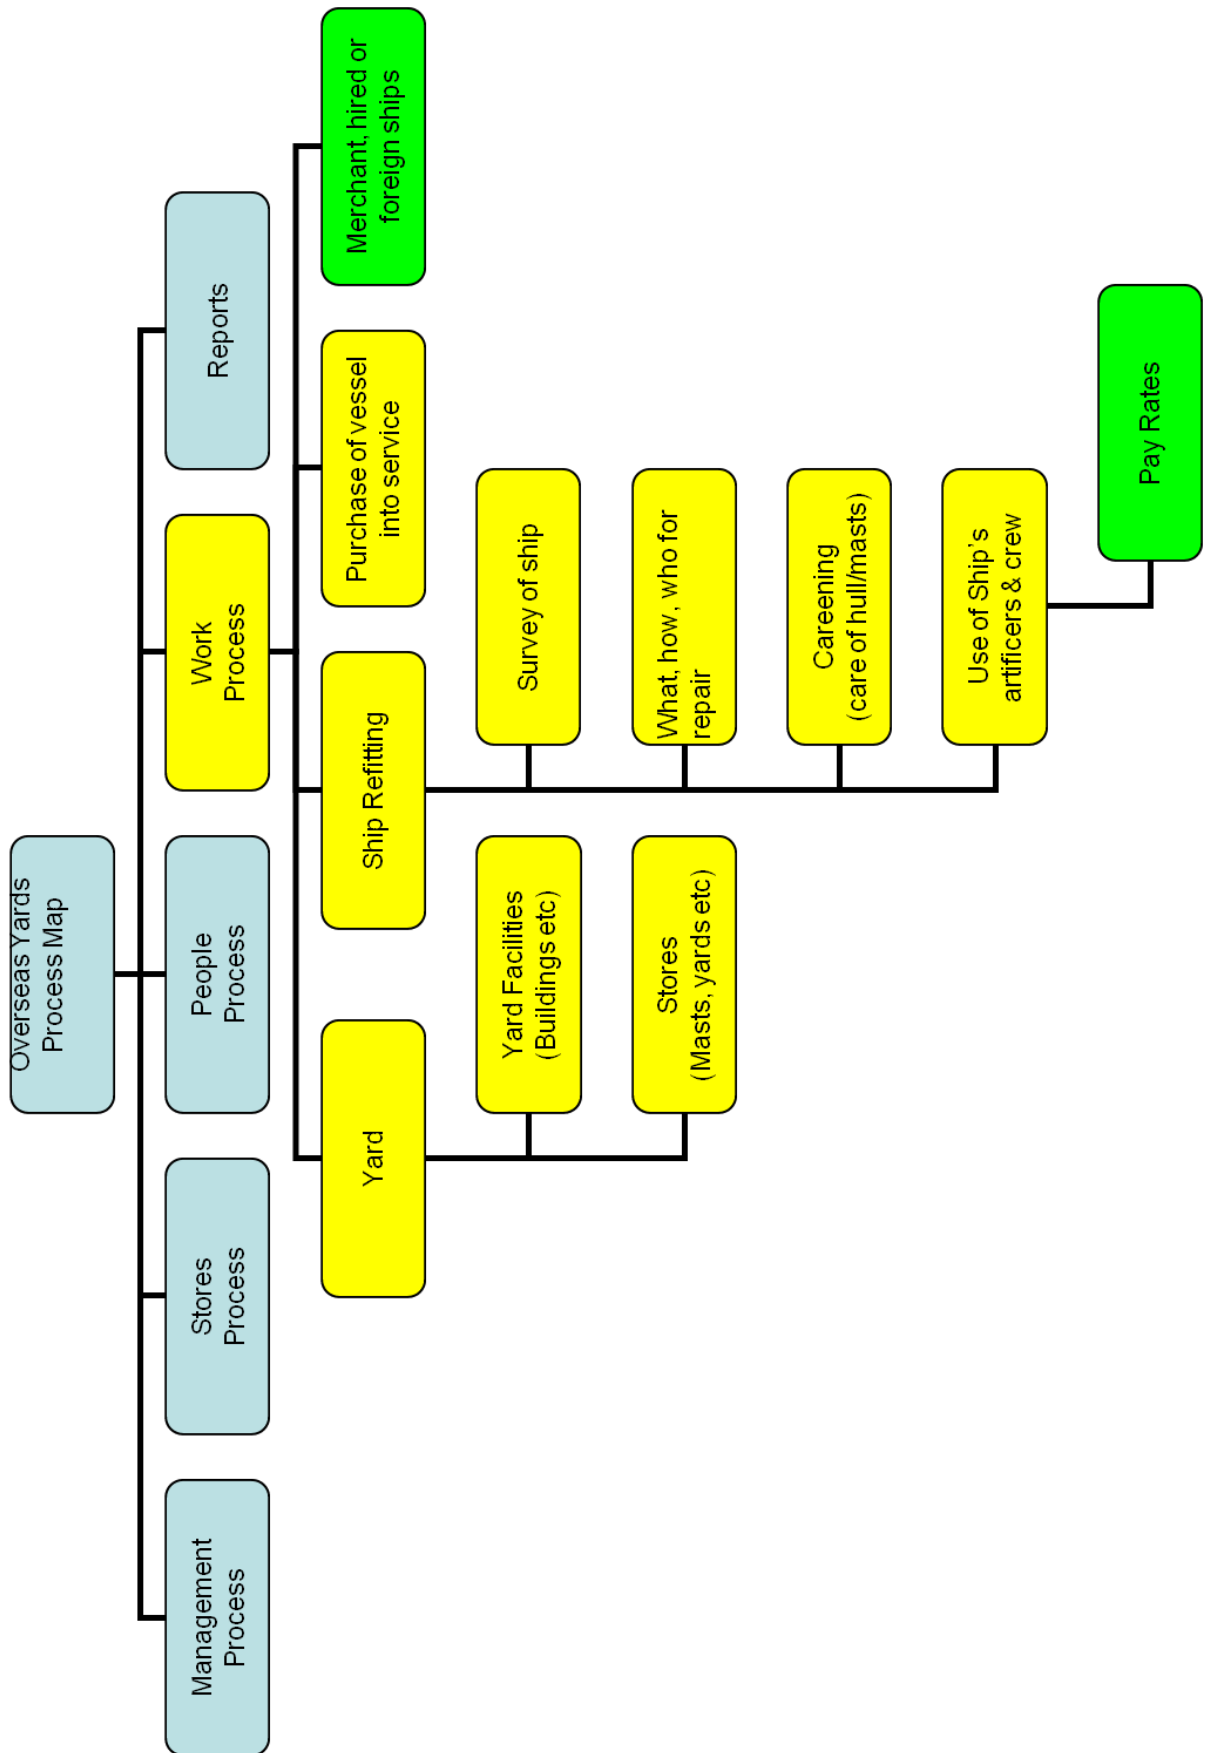 Overseas Yards
Process Map
Management
Process
Stores
Process
People
Process
Work
Process
Reports
Yard
Ship Refitting
Purchase of vessel
into service
Merchant, hired or
foreign ships
Yard Facilities
(Buildings etc)
Survey of ship
Stores
(Masts, yards etc)
What, how, who for
repair
Careening
(care of hull/masts)
Use of Ship's
artificers & crew
Pay Rates